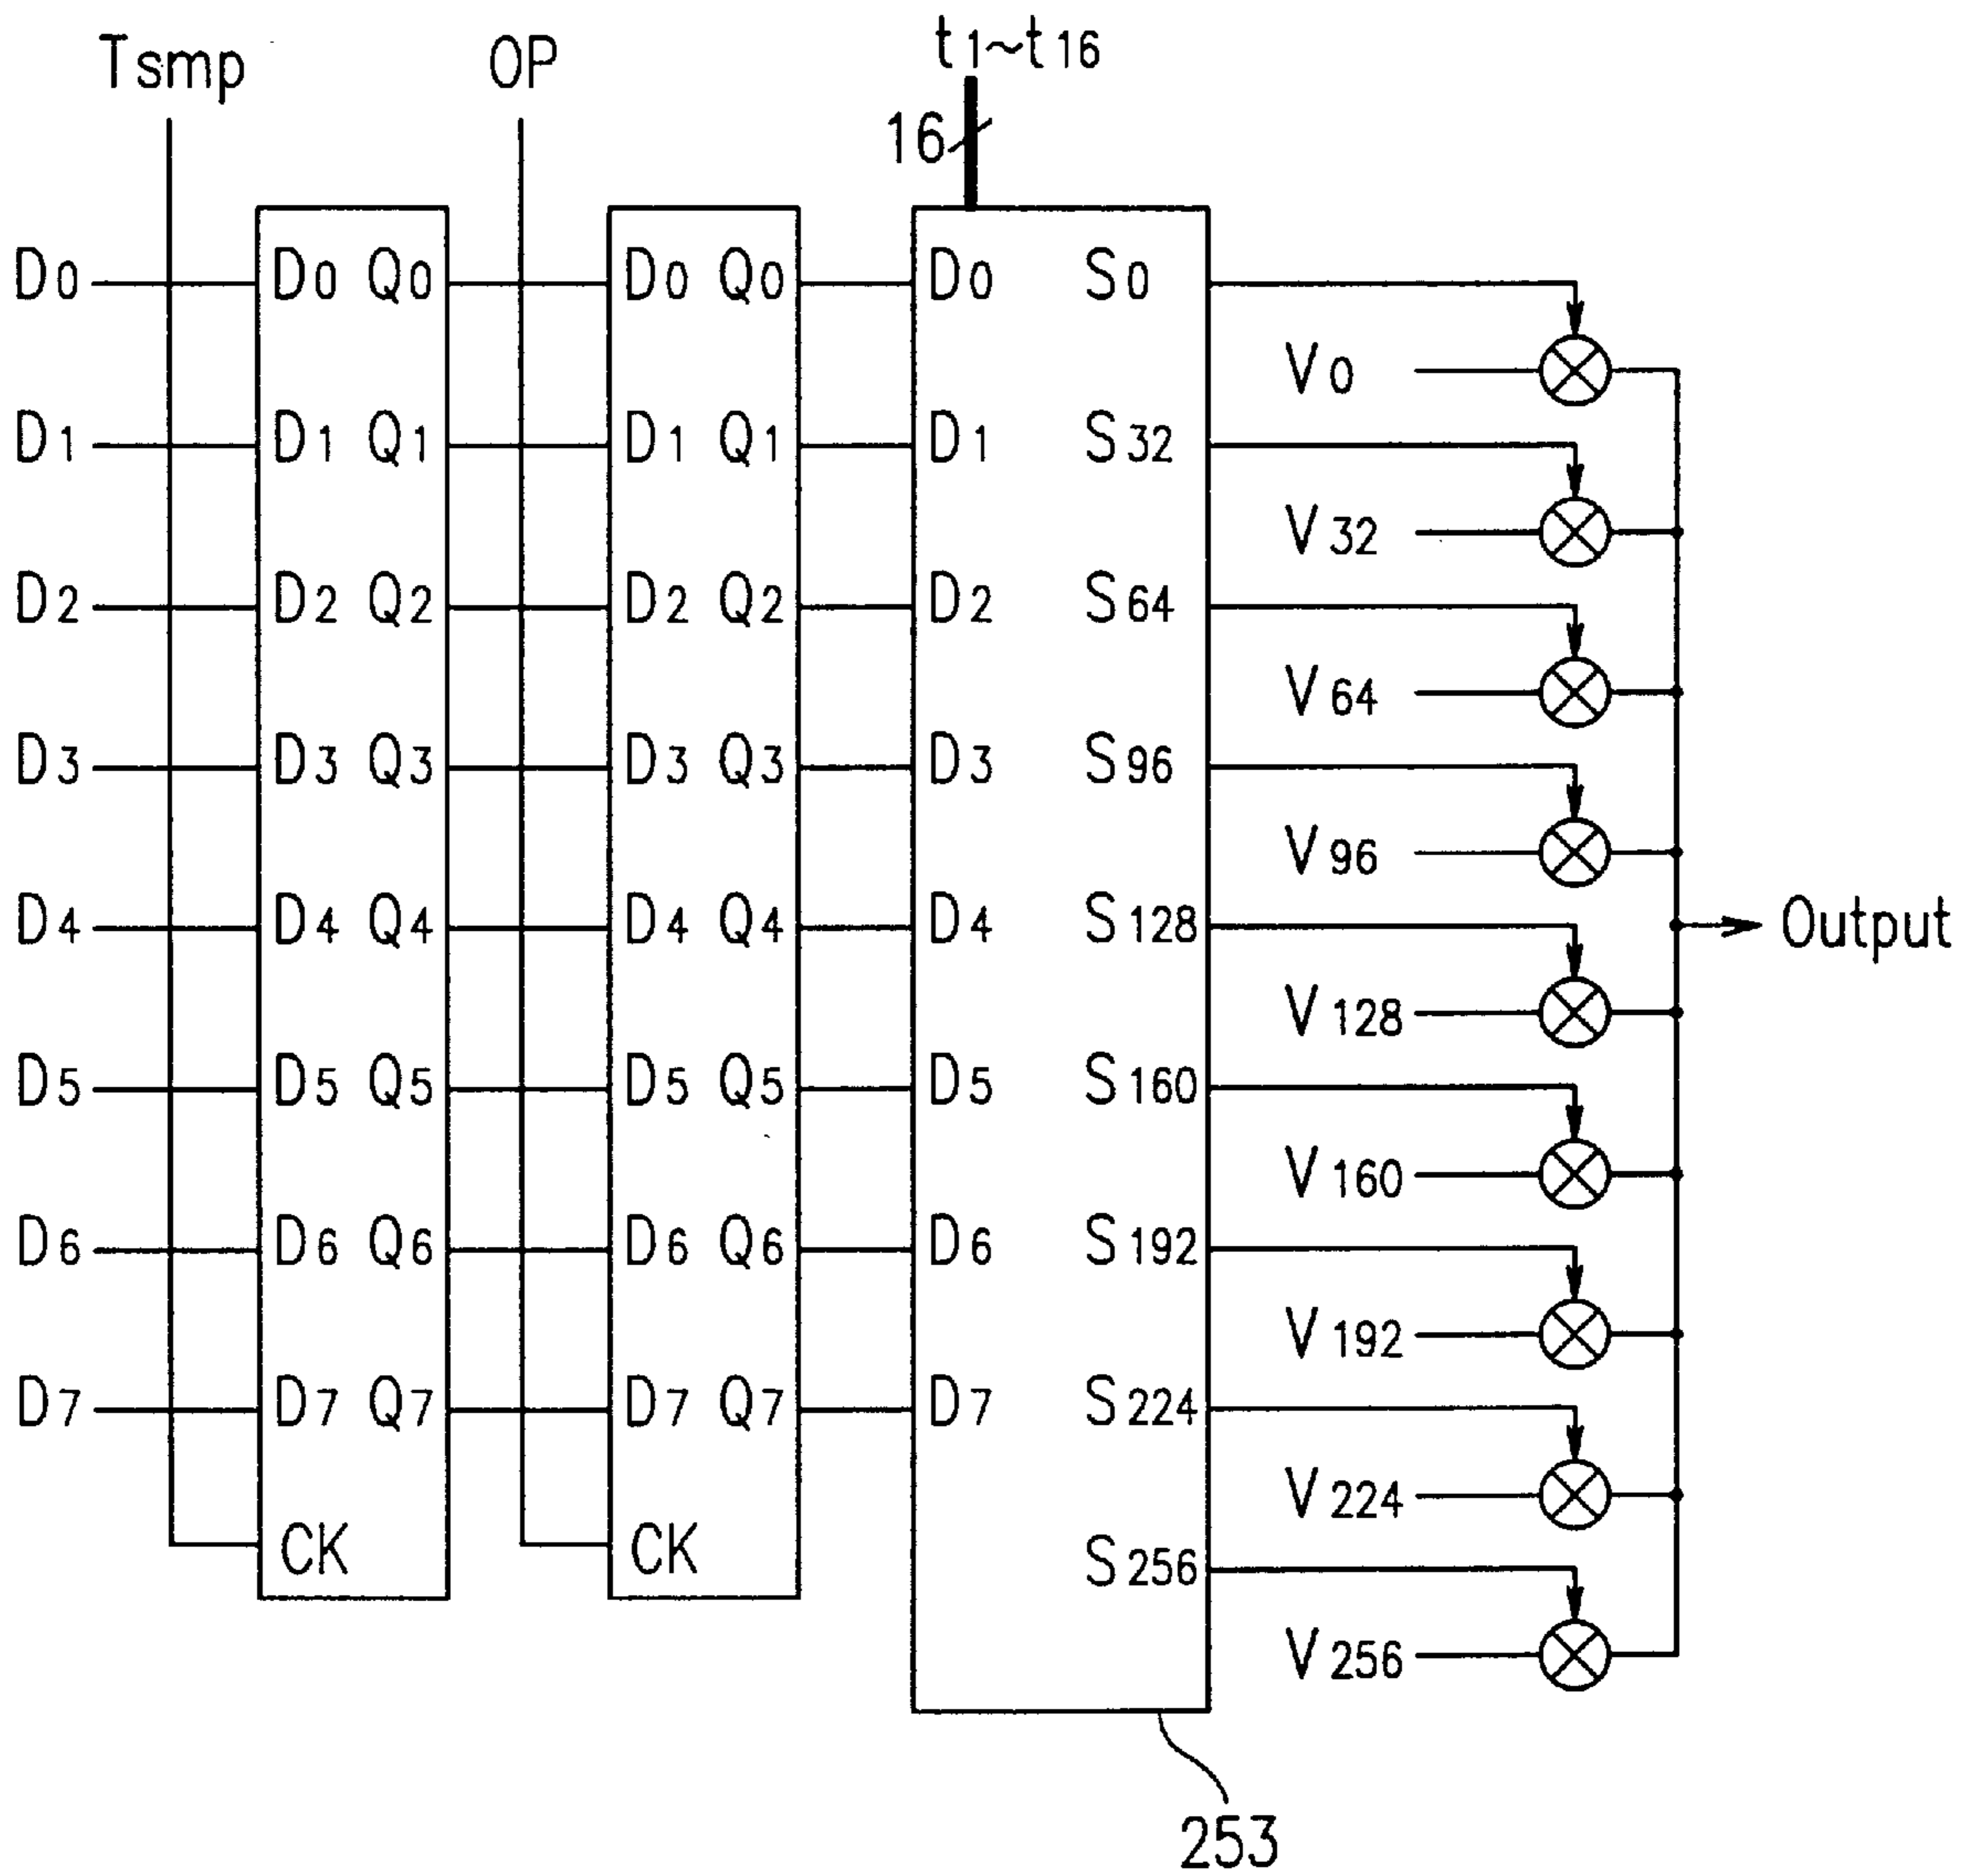 Tsmp OP t1~t16
16
D0 D0 Q0 D0 Q0 D0 S0
V0
D1 D1 Q1 D1 Q1 D1 S32
V32
D2 D2 Q2 D2 Q2 D2 S64
V64
D3 D3 Q3 D3 Q3 D3 S96
V96
D4 D4 Q4 D4 Q4 D4 S128
Output
V128
D5 D5 Q5 D5 Q5 D5 S160
V160
D6 D6 Q6 D6 Q6 D6 S192
V192
D7 D7 Q7 D7 Q7 D7 S224
V224
CK CK S256
V256
253